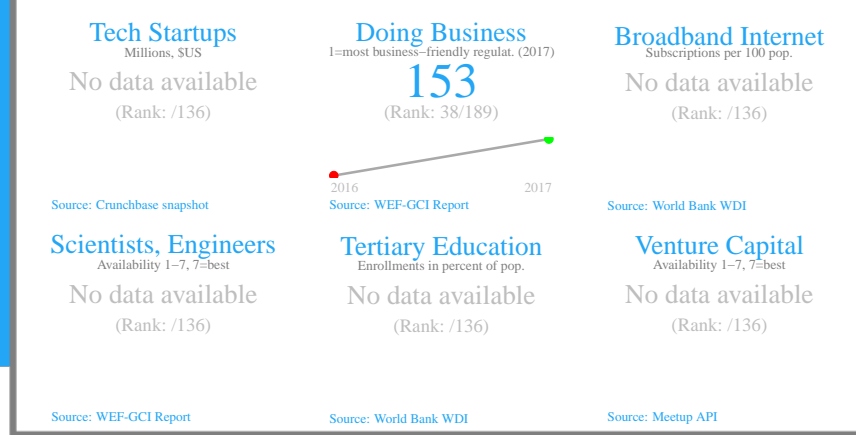 Tech Startups
Millions, $US
No data available
(Rank: /136)
Source: Crunchbase snapshot
Doing Business
1=most business−friendly regulat. (2017)
153
(Rank: 38/189)
2016 2017
Source: WEF-GCI Report
Broadband Internet
Subscriptions per 100 pop.
No data available
(Rank: /136)
Source: World Bank WDI
Scientists, Engineers
Availability 1−7, 7=best
No data available
(Rank: /136)
Source: WEF-GCI Report
Tertiary Education
Enrollments in percent of pop.
No data available
(Rank: /136)
Source: World Bank WDI
Venture Capital
Availability 1−7, 7=best
No data available
(Rank: /136)
Source: Meetup API